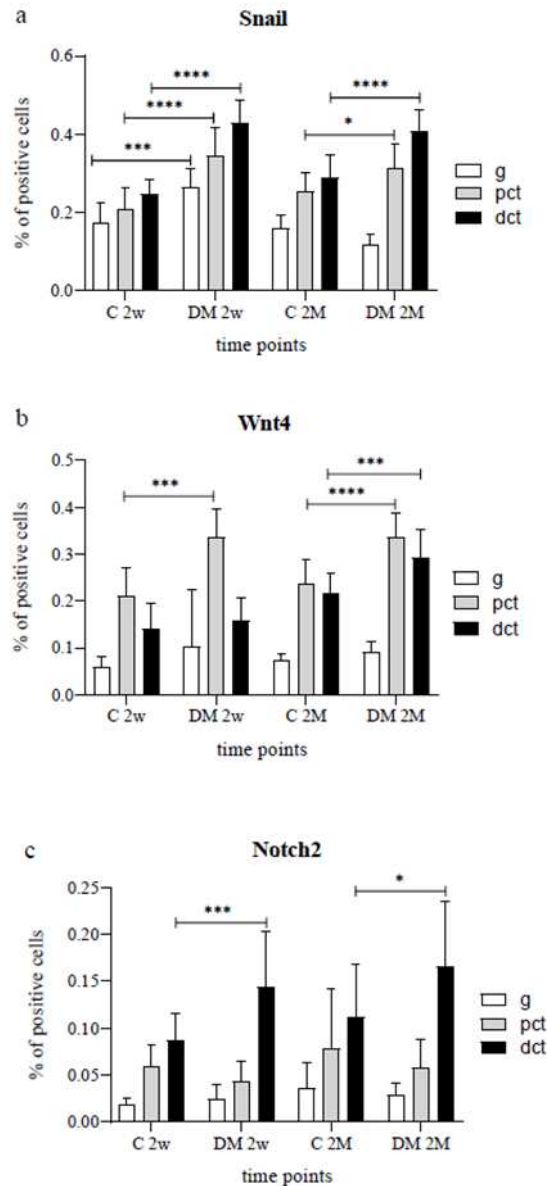 a
Snail
% of positive cells
0.6
0.4
0.2
0.0
****
****
***
****
*
g
pct
dct
C 2w
DM 2w
C 2M
DM 2M
time points
b
Wnt4
% of positive cells
0.5
0.4
0.3
0.2
0.1
0.0
***
***
****
g
pct
dct
C 2w
DM 2w
C 2M
DM 2M
time points
c
Notch2
% of positive cells
0.25
0.20
0.15
0.10
0.05
0.00
***
*
g
pct
dct
C 2w
DM 2w
C 2M
DM 2M
time points